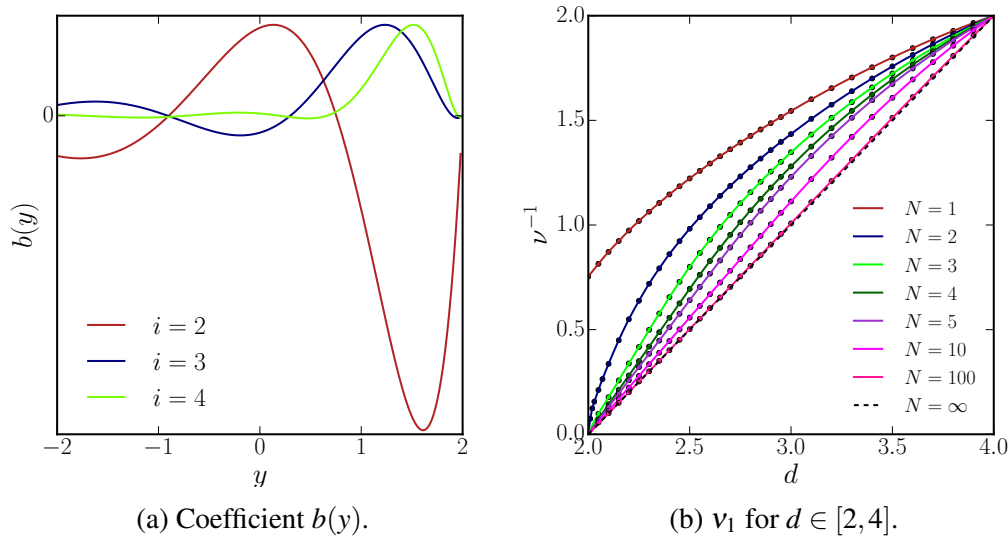 0
b(y)
i = 2
i = 3
i = 4
−2 −1 0 1 2
y
(a) Coefficient b(y).
2.0
1.5
1.0
0.5
0.0
ν⁻¹
N = 1
N = 2
N = 3
N = 4
N = 5
N = 10
N = 100
N = ∞
2.0 2.5 3.0 3.5 4.0
d
(b) ν₁ for d ∈ [2,4].